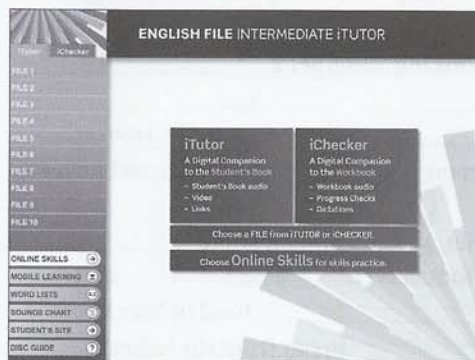 ENGLISH FILE INTERMEDIATE iTUTOR
iTutor iChecker
FILE 1
FILE 2
FILE 3
FILE 4
FILE 5
FILE 6
FILE 7
FILE 8
FILE 9
FILE 10
ONLINE SKILLS
MOBILE LEARNING
WORD LISTS
SOUNDS CHART
STUDENT'S SITE
DISC GUIDE
iTutor
A Digital Companion
to the Student's Book
– Student's Book audio
– Video
– Links
iChecker
A Digital Companion
to the Workbook
– Workbook audio
– Progress Checks
– Dictations
Choose a FILE from iTUTOR or iCHECKER.
Choose Online Skills for skills practice.